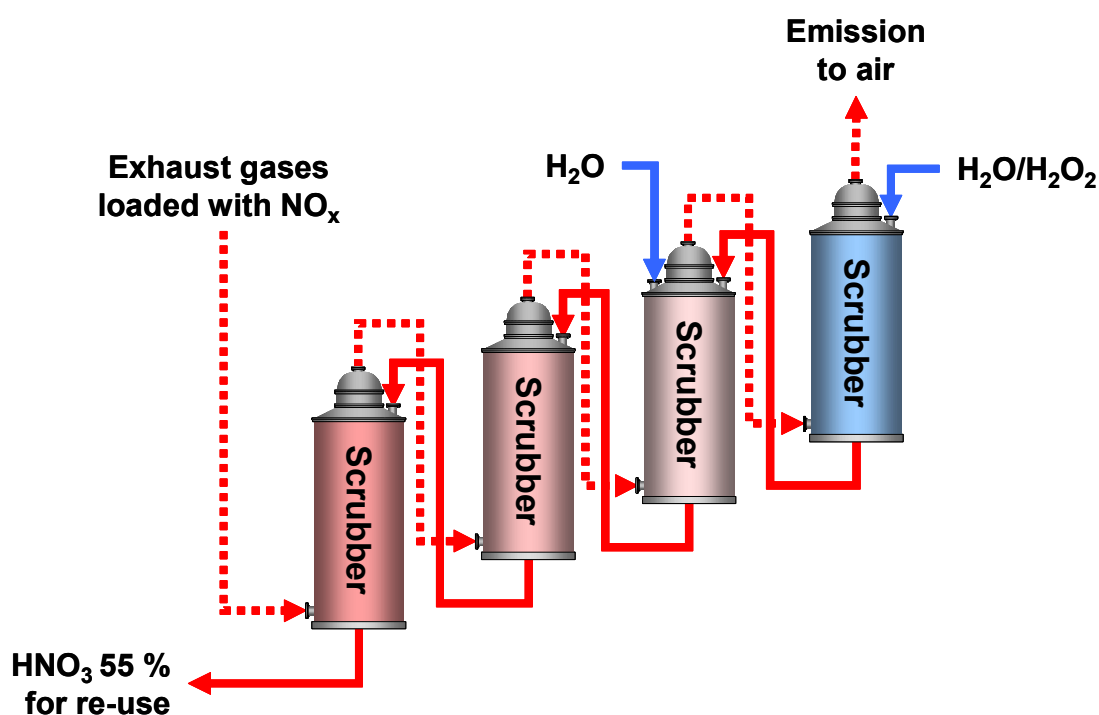 Emission
to air
Exhaust gases
loaded with NOₓ
H₂O
H₂O/H₂O₂
Scrubber
Scrubber
Scrubber
Scrubber
HNO₃ 55 %
for re-use